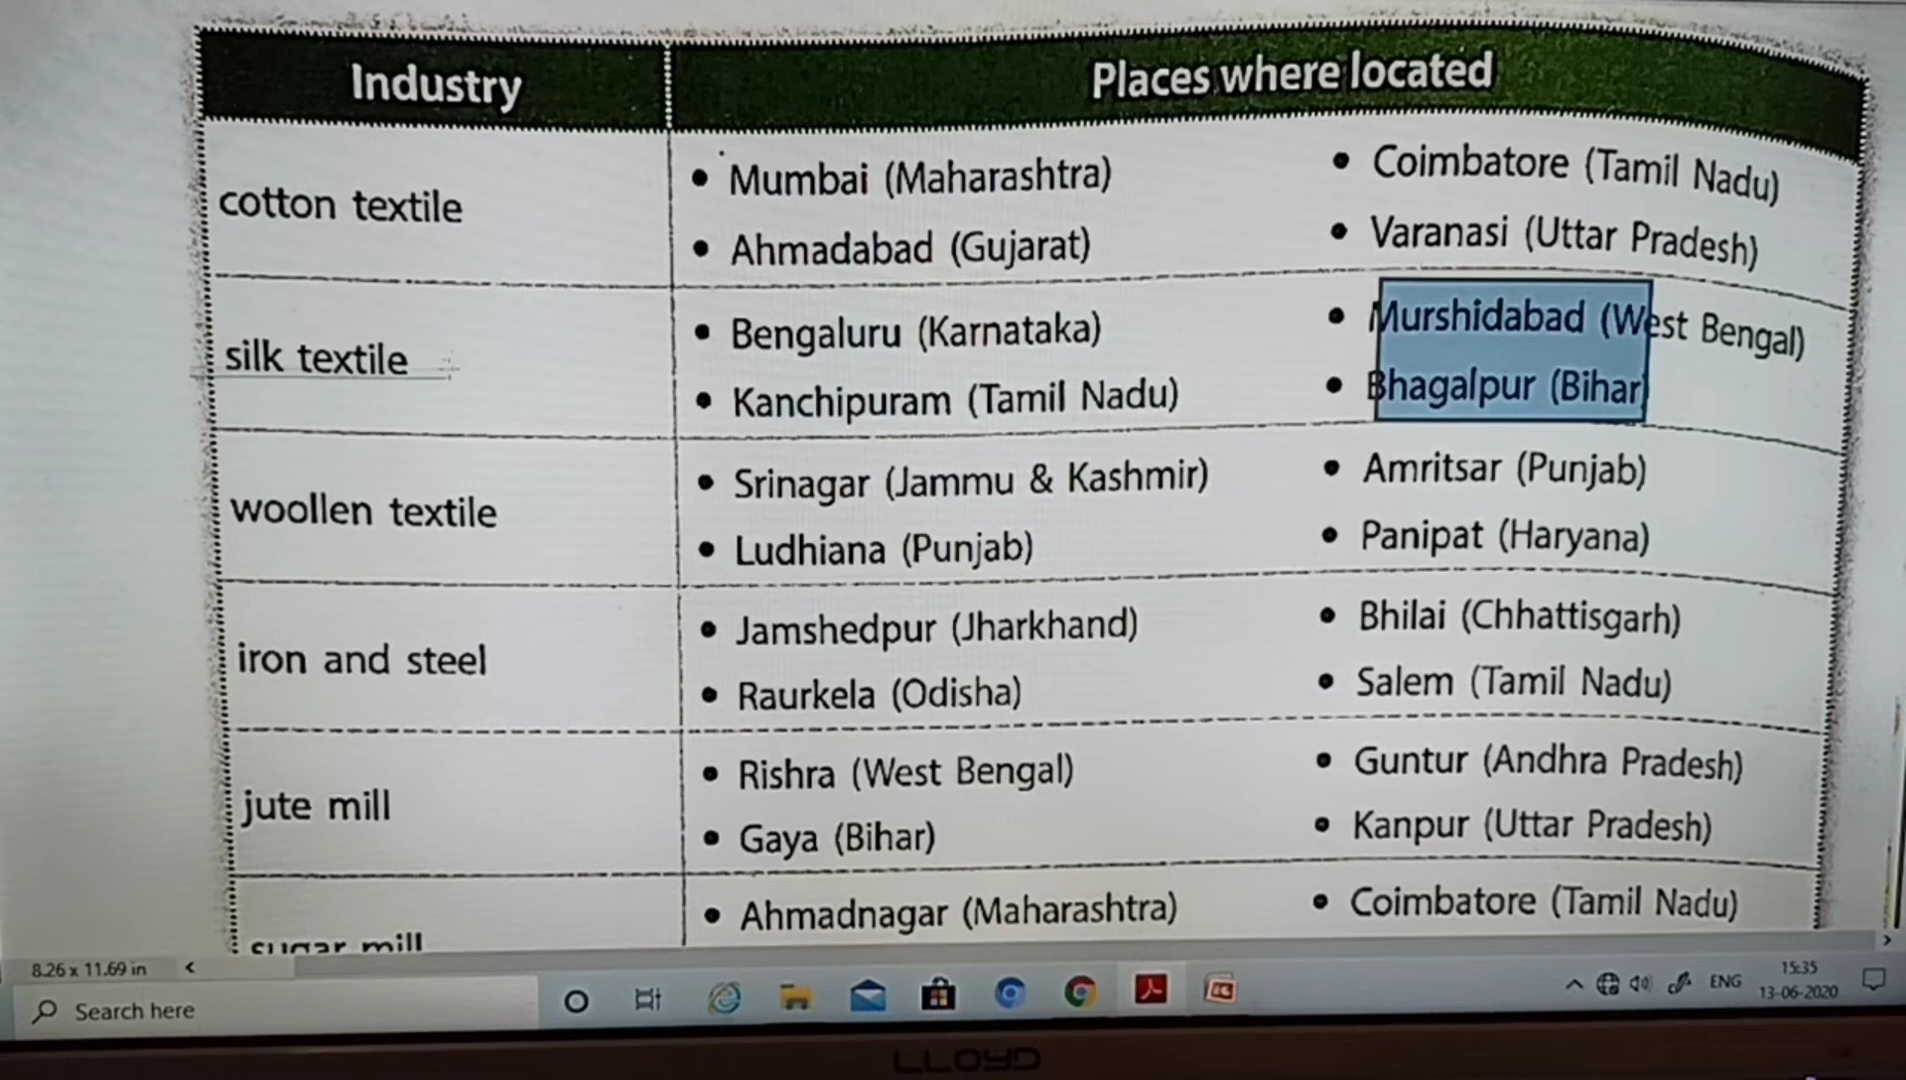 Industry Places where located
cotton textile
• Mumbai (Maharashtra) • Coimbatore (Tamil Nadu)
• Ahmadabad (Gujarat) • Varanasi (Uttar Pradesh)
silk textile
• Bengaluru (Karnataka) • Murshidabad (West Bengal)
• Kanchipuram (Tamil Nadu) • Bhagalpur (Bihar)
woollen textile
• Srinagar (Jammu & Kashmir) • Amritsar (Punjab)
• Ludhiana (Punjab) • Panipat (Haryana)
iron and steel
• Jamshedpur (Jharkhand) • Bhilai (Chhattisgarh)
• Raurkela (Odisha) • Salem (Tamil Nadu)
jute mill
• Rishra (West Bengal) • Guntur (Andhra Pradesh)
• Gaya (Bihar) • Kanpur (Uttar Pradesh)
sugar mill
• Ahmadnagar (Maharashtra) • Coimbatore (Tamil Nadu)
8.26 x 11.69 in
Search here
ENG
15:35
13-06-2020
LLOYD